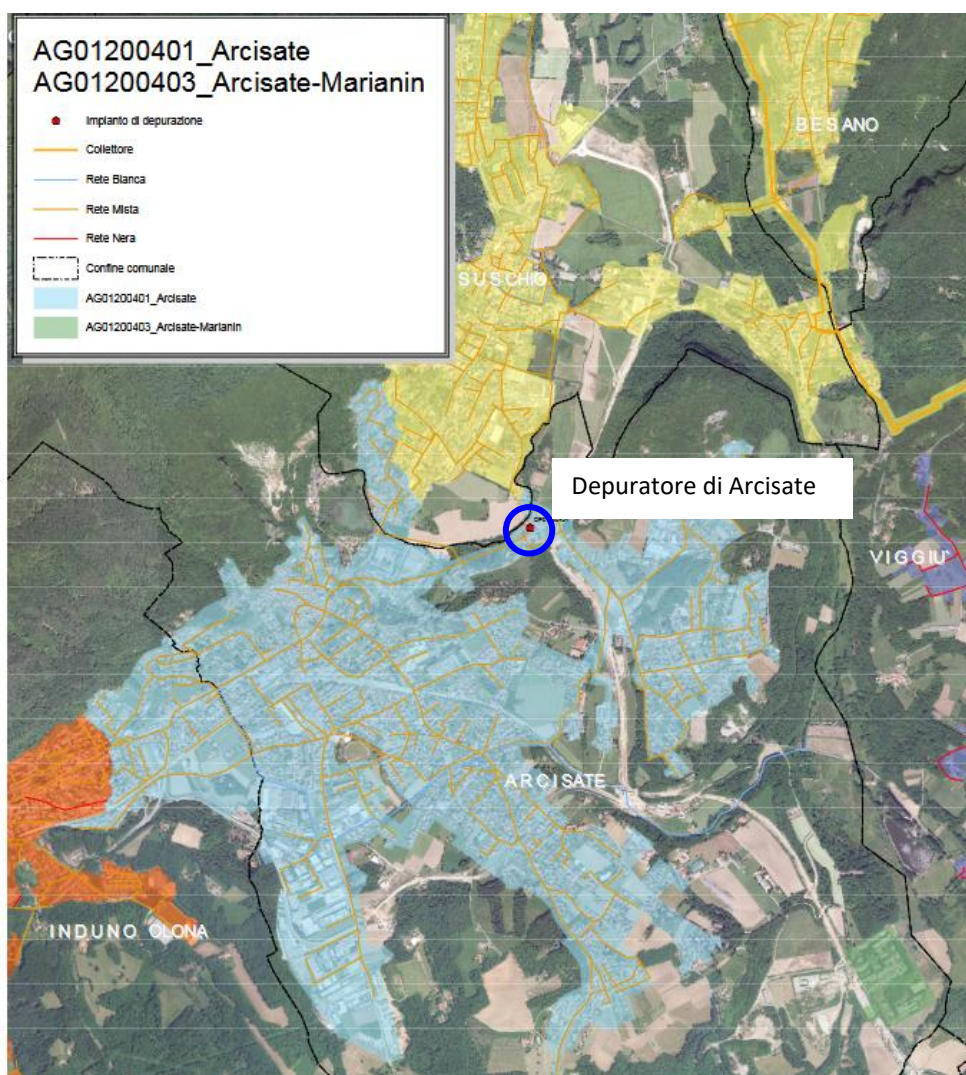 AG01200401_Arcisate
AG01200403_Arcisate-Marianin
Impianto di depurazione
Collettore
Rete Bianca
Rete Mista
Rete Nera
Confine comunale
AG01200401_Arcisate
AG01200403_Arcisate-Marianin
BESANO
SUSCHIO
Depuratore di Arcisate
VIGGIU'
ARCISATE
INDUNO OLONA